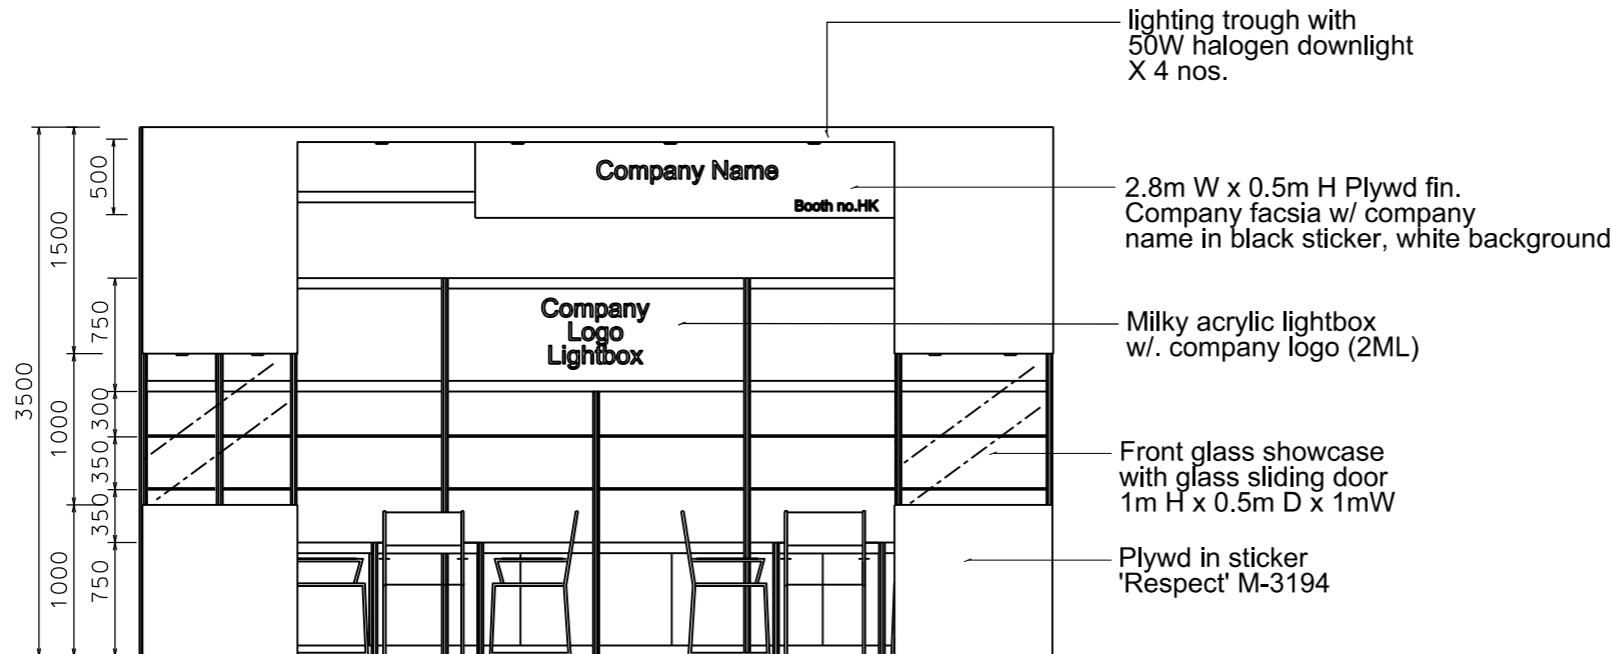 lighting trough with
50W halogen downlight
X 4 nos.
Company Name
Booth no.HK
2.8m W x 0.5m H Plywd fin.
Company facsia w/ company
name in black sticker, white background
Company
Logo
Lightbox
Milky acrylic lightbox
w/. company logo (2ML)
Front glass showcase
with glass sliding door
1m H x 0.5m D x 1mW
Plywd in sticker
'Respect' M-3194
3500
1500
1000
1000
500
750
300
350
350
750